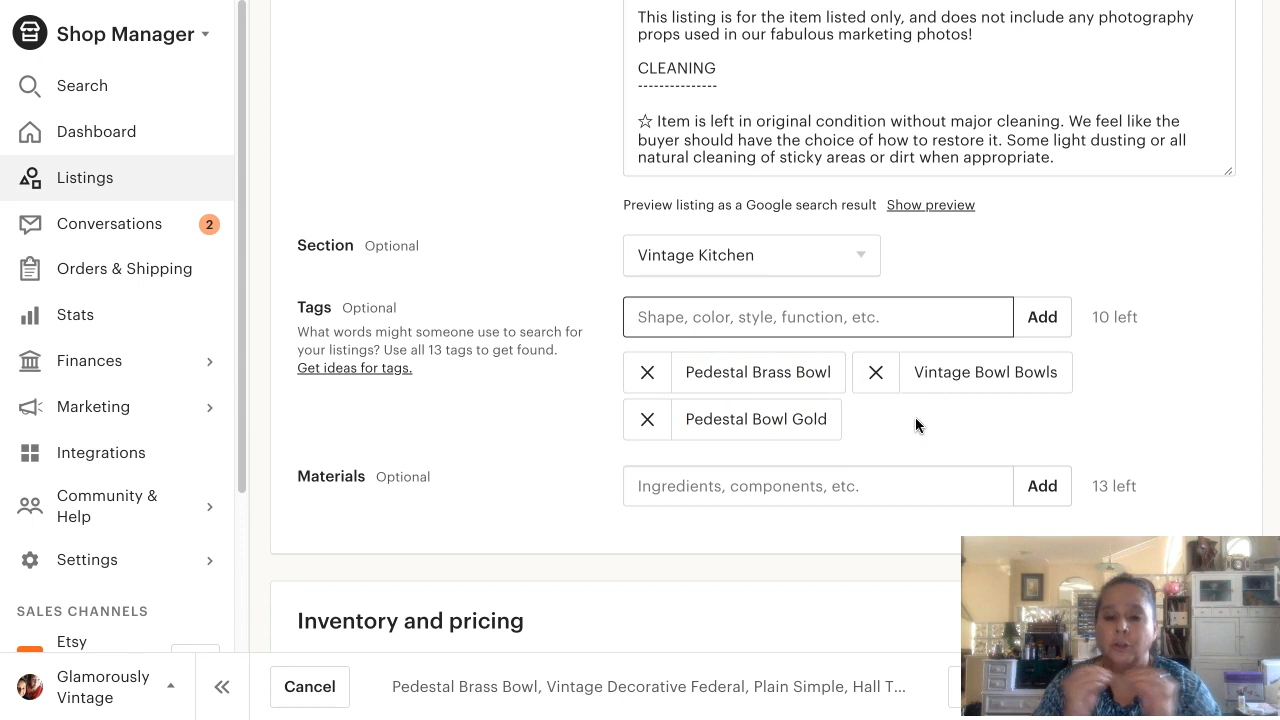 Shop Manager
Search
Dashboard
Listings
Conversations
2
Orders & Shipping
Stats
Finances
Marketing
Integrations
Community &
Help
Settings
SALES CHANNELS
Etsy
Glamorously
Vintage
This listing is for the item listed only, and does not include any photography
props used in our fabulous marketing photos!
CLEANING
---------------
☆ Item is left in original condition without major cleaning. We feel like the
buyer should have the choice of how to restore it. Some light dusting or all
natural cleaning of sticky areas or dirt when appropriate.
Preview listing as a Google search result Show preview
Section Optional
Vintage Kitchen
Tags Optional
What words might someone use to search for
your listings? Use all 13 tags to get found.
Get ideas for tags.
Shape, color, style, function, etc.
Add
10 left
Pedestal Brass Bowl
Vintage Bowl Bowls
Pedestal Bowl Gold
Materials Optional
Ingredients, components, etc.
Add
13 left
Inventory and pricing
Cancel
Pedestal Brass Bowl, Vintage Decorative Federal, Plain Simple, Hall T...